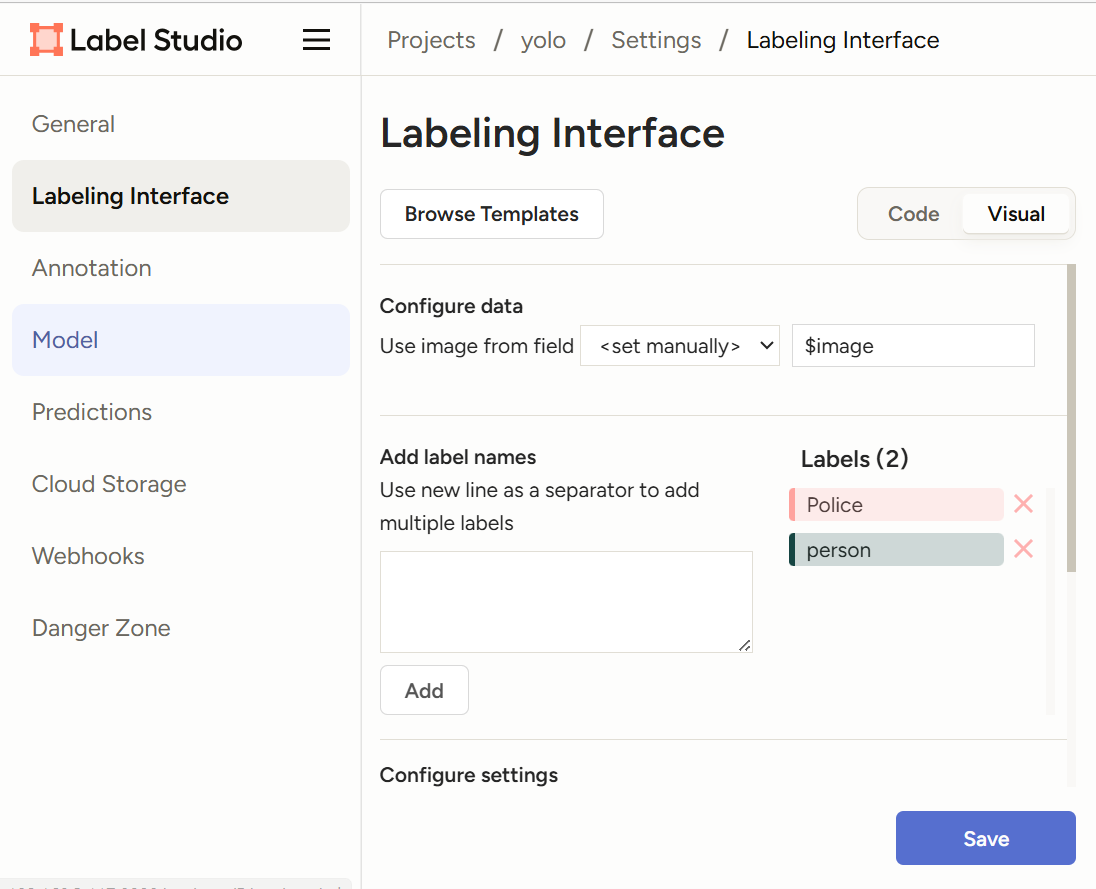 Label Studio
Projects / yolo / Settings / Labeling Interface
General
Labeling Interface
Annotation
Model
Predictions
Cloud Storage
Webhooks
Danger Zone
Labeling Interface
Browse Templates
Code Visual
Configure data
Use image from field <set manually> $image
Add label names
Use new line as a separator to add
multiple labels
Add
Labels (2)
Police
person
Configure settings
Save